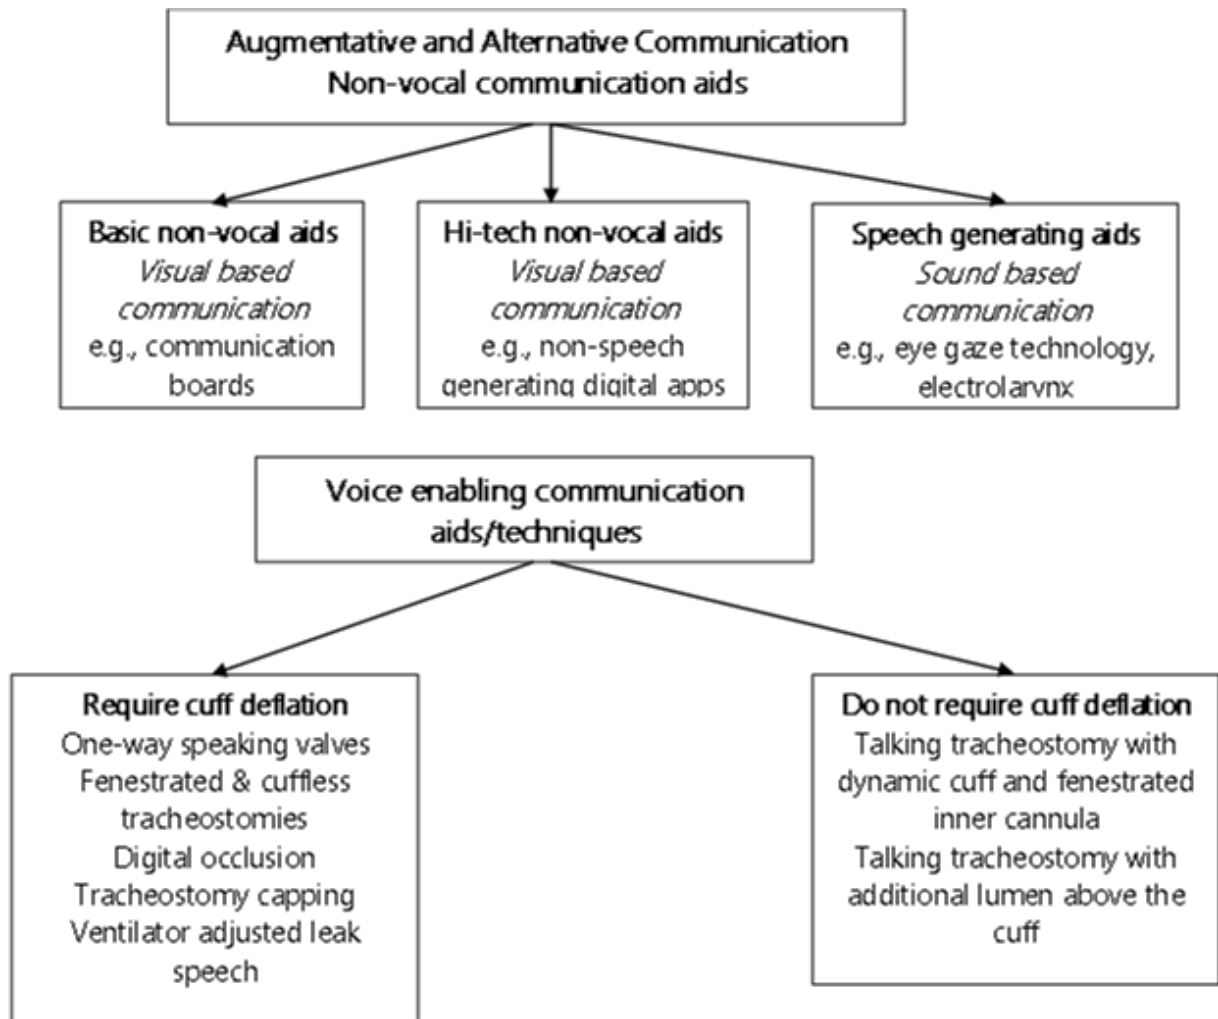 Augmentative and Alternative Communication
Non-vocal communication aids
Basic non-vocal aids
Visual based
communication
e.g., communication
boards
Hi-tech non-vocal aids
Visual based
communication
e.g., non-speech
generating digital apps
Speech generating aids
Sound based
communication
e.g., eye gaze technology,
electrolarynx
Voice enabling communication
aids/techniques
Require cuff deflation
One-way speaking valves
Fenestrated & cuffless
tracheostomies
Digital occlusion
Tracheostomy capping
Ventilator adjusted leak
speech
Do not require cuff deflation
Talking tracheostomy with
dynamic cuff and fenestrated
inner cannula
Talking tracheostomy with
additional lumen above the
cuff